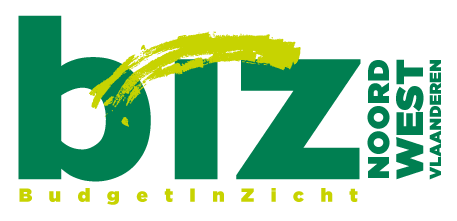 biz
BudgetInZicht
NOORD
WEST
VLAANDEREN